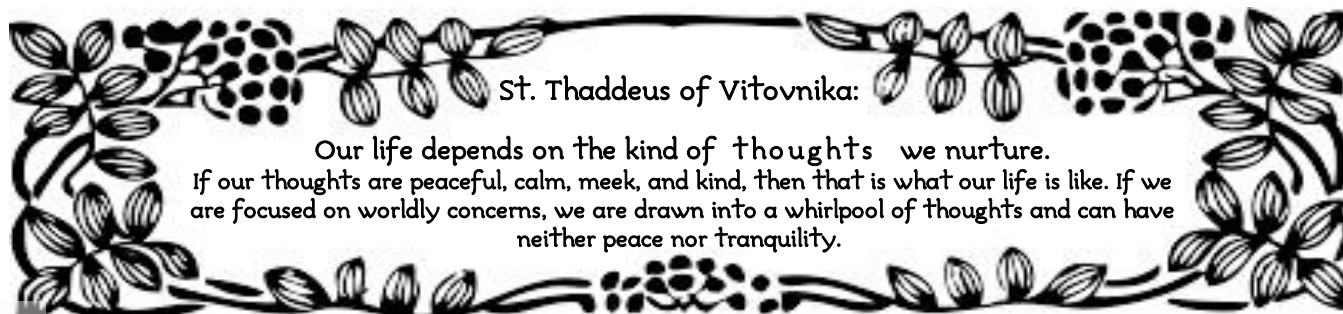 St. Thaddeus of Vitovnika:
Our life depends on the kind of thoughts we nurture.
If our thoughts are peaceful, calm, meek, and kind, then that is what our life is like. If we
are focused on worldly concerns, we are drawn into a whirlpool of thoughts and can have
neither peace nor tranquility.